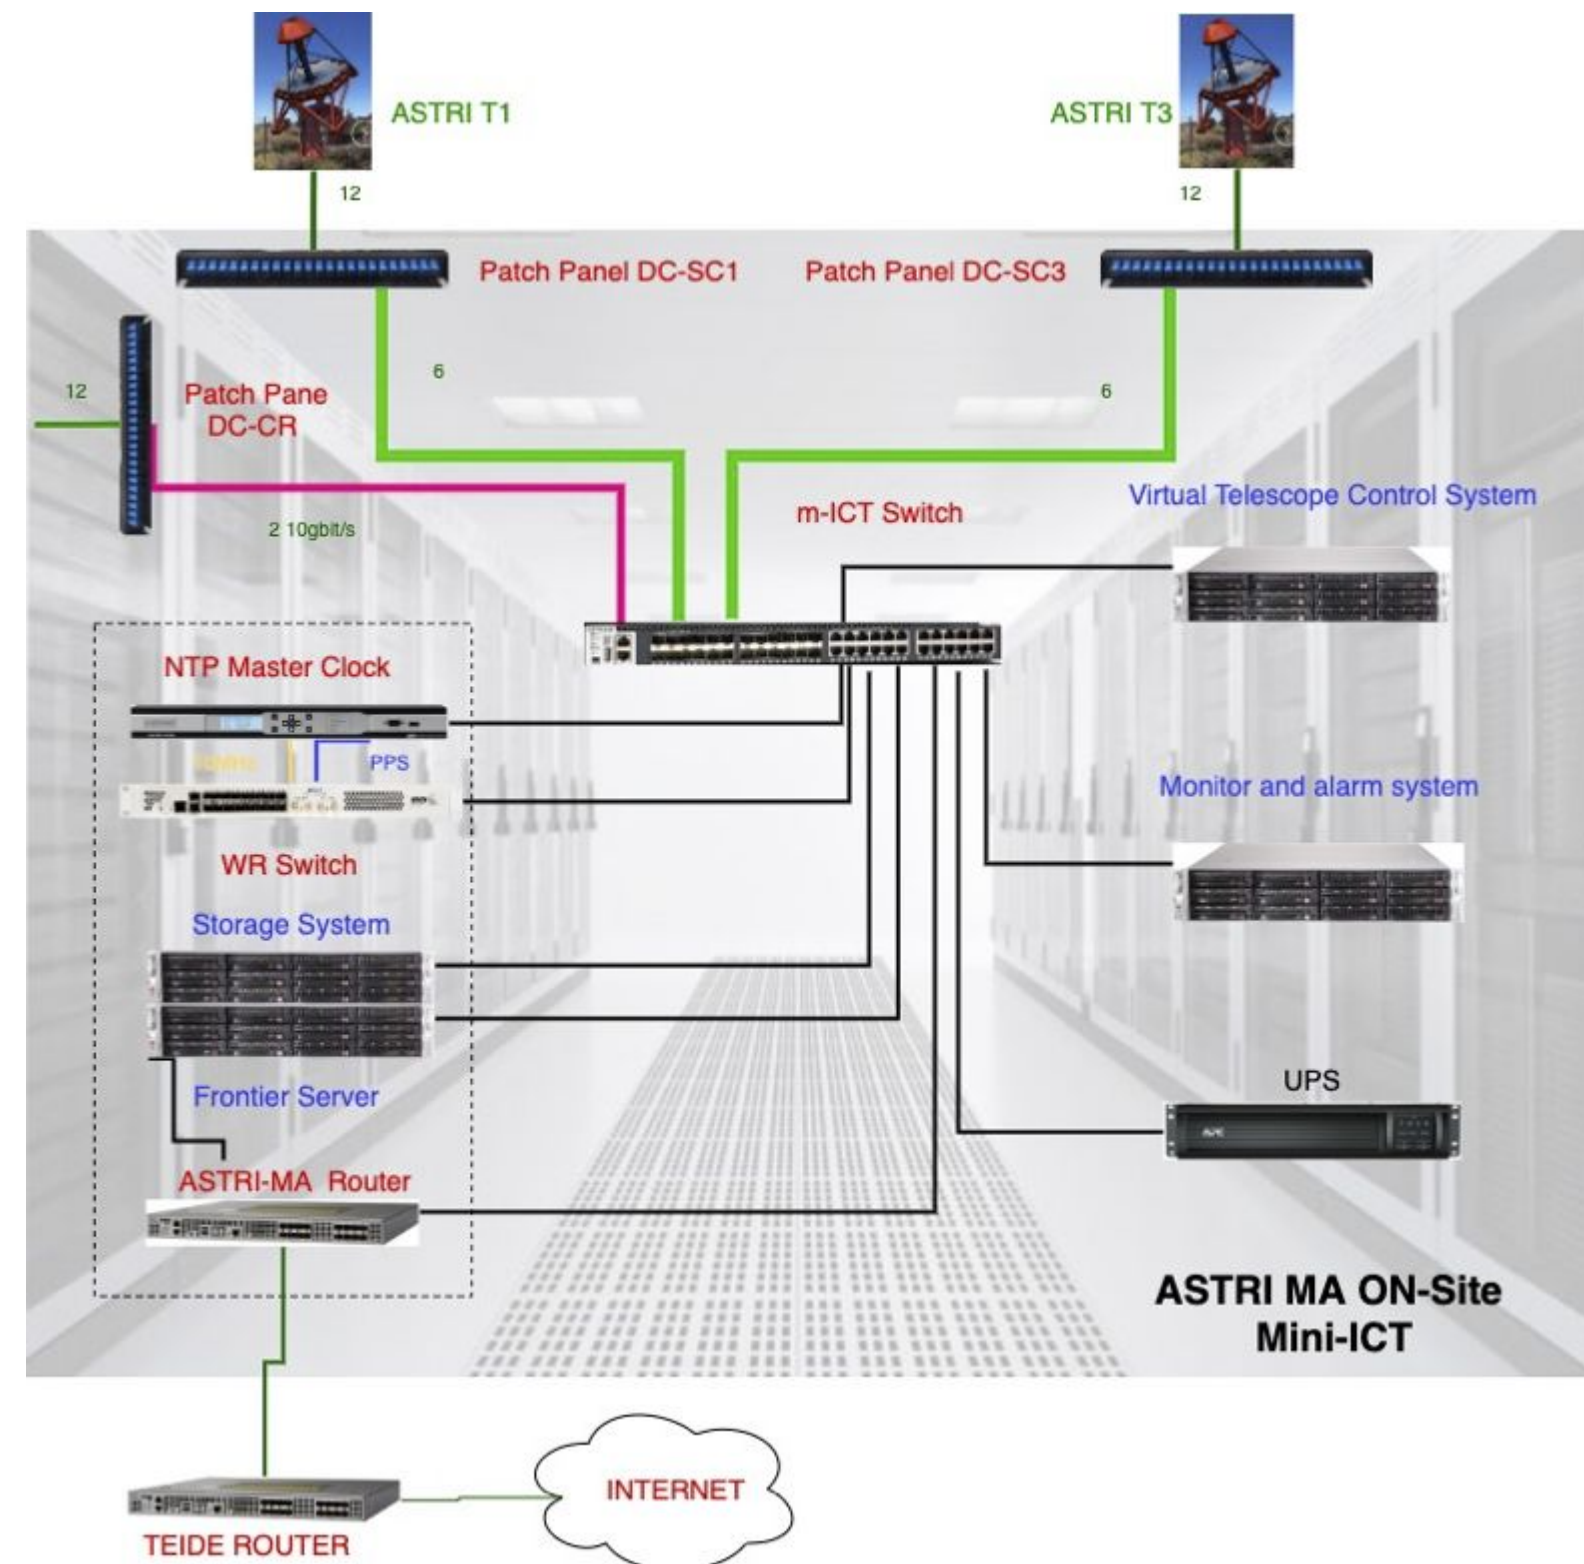 ASTRI T1
ASTRI T3
12
12
Patch Panel DC-SC1
Patch Panel DC-SC3
6
12
Patch Pane
DC-CR
6
Virtual Telescope Control System
m-ICT Switch
2 10gbit/s
NTP Master Clock
PPS
Monitor and alarm system
WR Switch
Storage System
UPS
Frontier Server
APC
ASTRI-MA Router
ASTRI MA ON-Site
Mini-ICT
INTERNET
TEIDE ROUTER